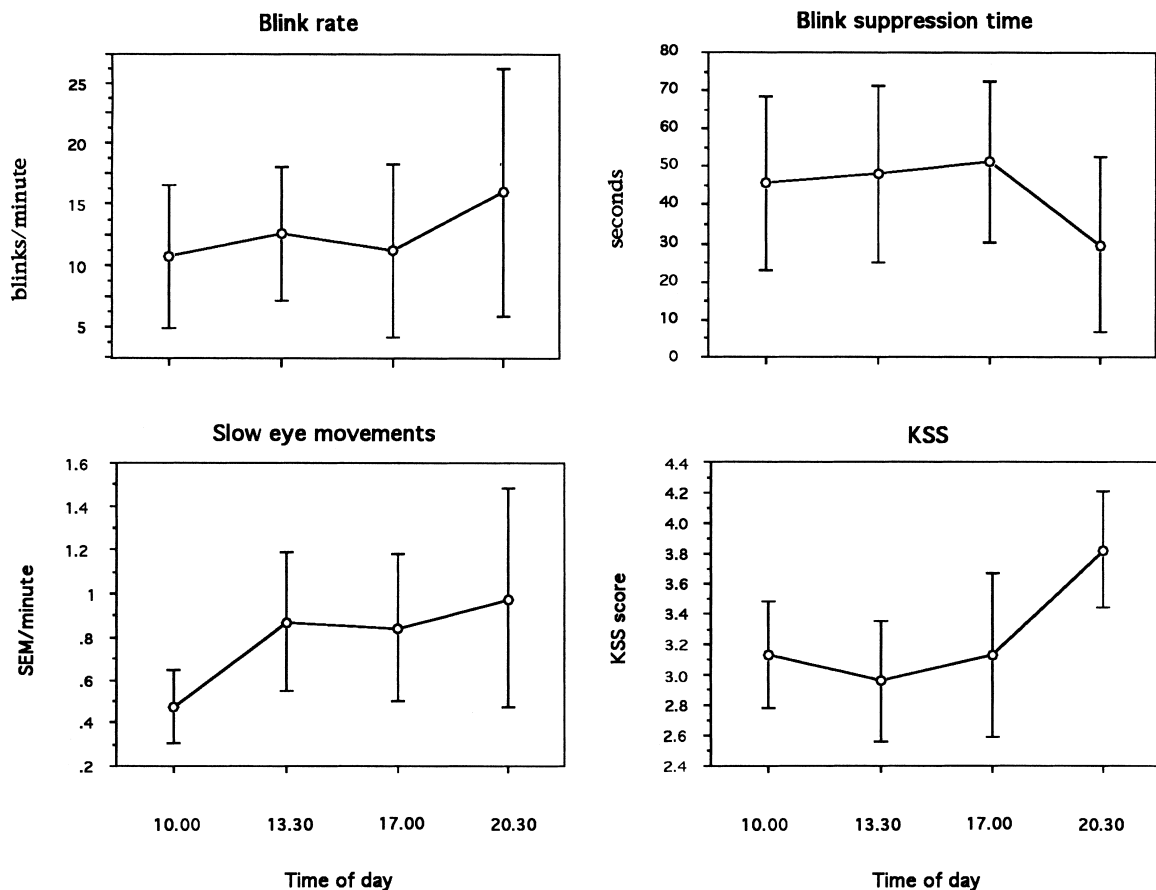 Blink rate
blinks/minute
25
20
15
10
5
Blink suppression time
seconds
80
70
60
50
40
30
20
10
0
Slow eye movements
SEM/minute
1.6
1.4
1.2
1
.8
.6
.4
.2
10.00 13.30 17.00 20.30
Time of day
KSS
KSS score
4.4
4.2
4.0
3.8
3.6
3.4
3.2
3.0
2.8
2.6
2.4
10.00 13.30 17.00 20.30
Time of day